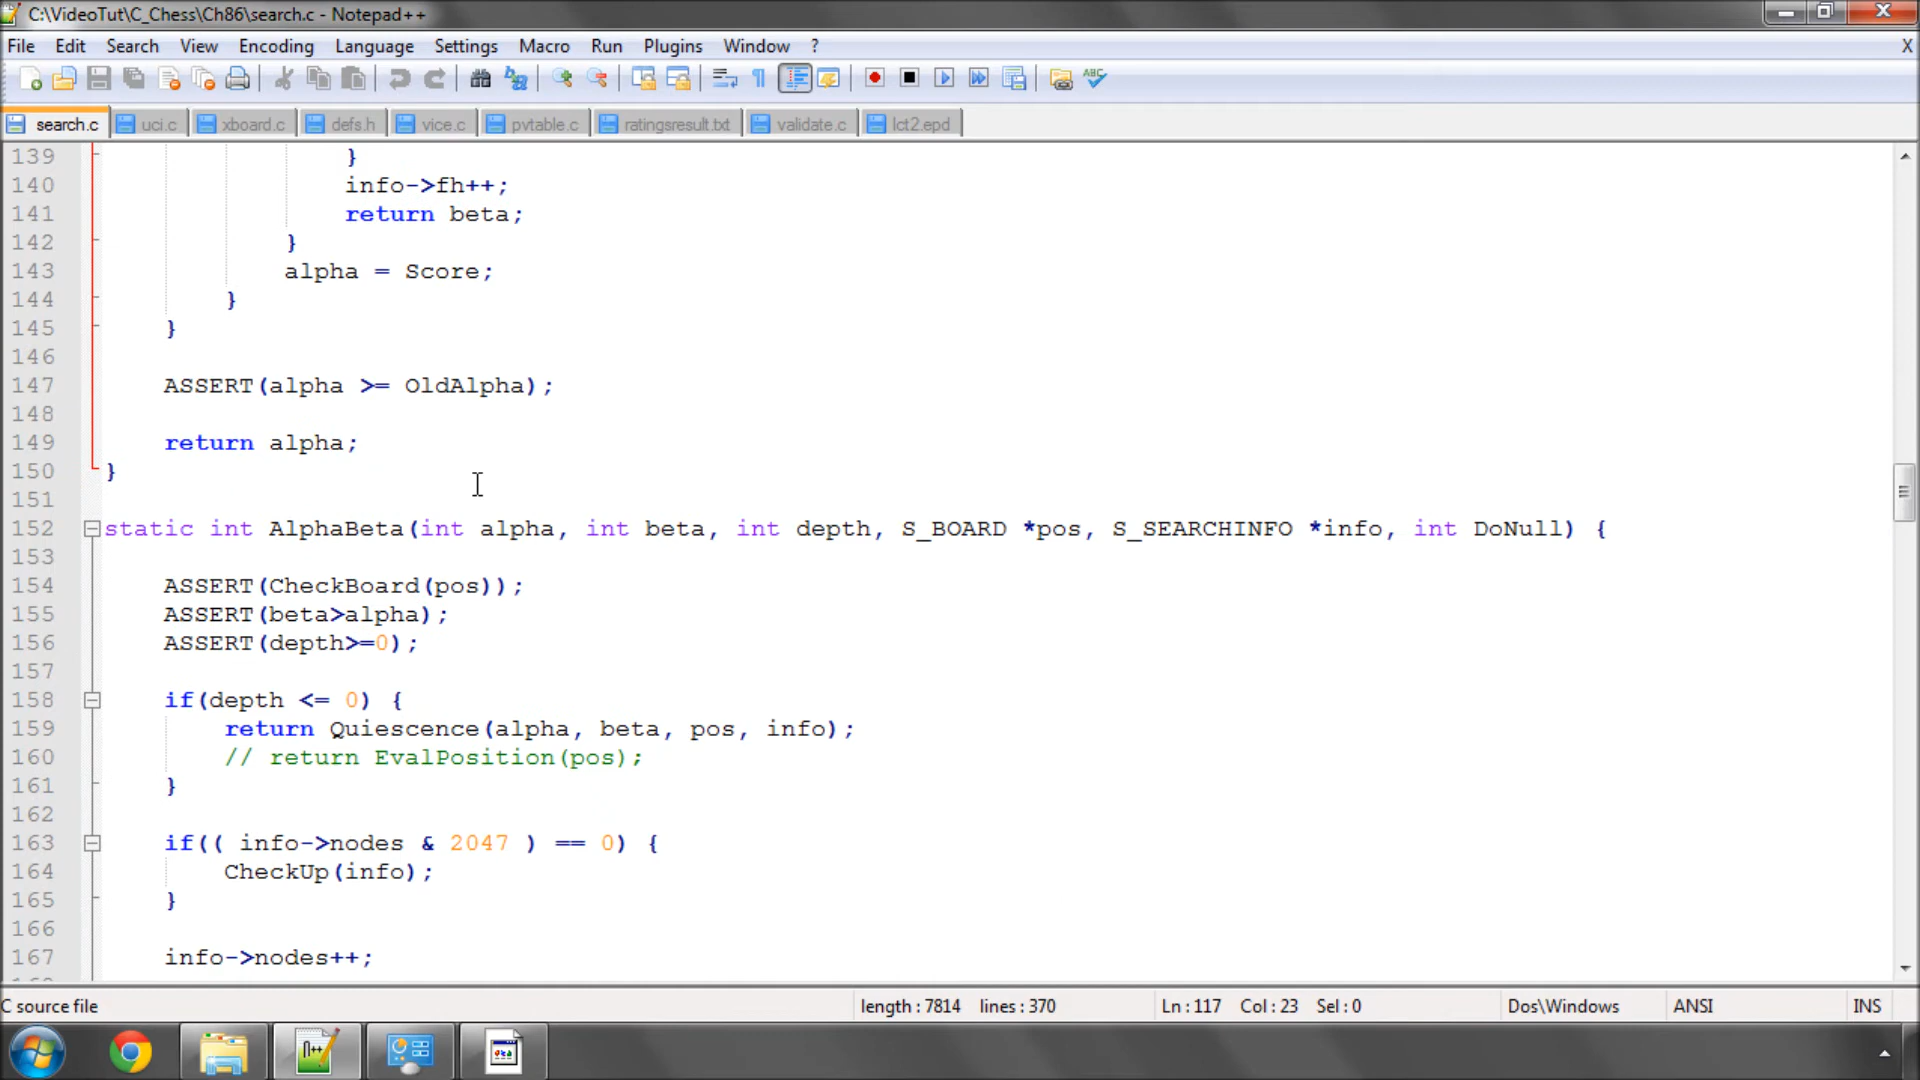 C:\VideoTut\C_Chess\Ch86\search.c - Notepad++
File Edit Search View Encoding Language Settings Macro Run Plugins Window ? X
search.c uci.c xboard.c defs.h vice.c pvtable.c ratingsresult.txt validate.c lct2.epd
139 }
140 info->fh++;
141 return beta;
142 }
143 alpha = Score;
144 }
145 }
146
147 ASSERT(alpha >= OldAlpha);
148
149 return alpha;
150 }
151
152 static int AlphaBeta(int alpha, int beta, int depth, S_BOARD *pos, S_SEARCHINFO *info, int DoNull) {
153
154 ASSERT(CheckBoard(pos));
155 ASSERT(beta>alpha);
156 ASSERT(depth>=0);
157
158 if(depth <= 0) {
159 return Quiescence(alpha, beta, pos, info);
160 // return EvalPosition(pos);
161 }
162
163 if(( info->nodes & 2047 ) == 0) {
164 CheckUp(info);
165 }
166
167 info->nodes++;
C source file length : 7814 lines : 370 Ln : 117 Col : 23 Sel : 0 Dos\Windows ANSI INS